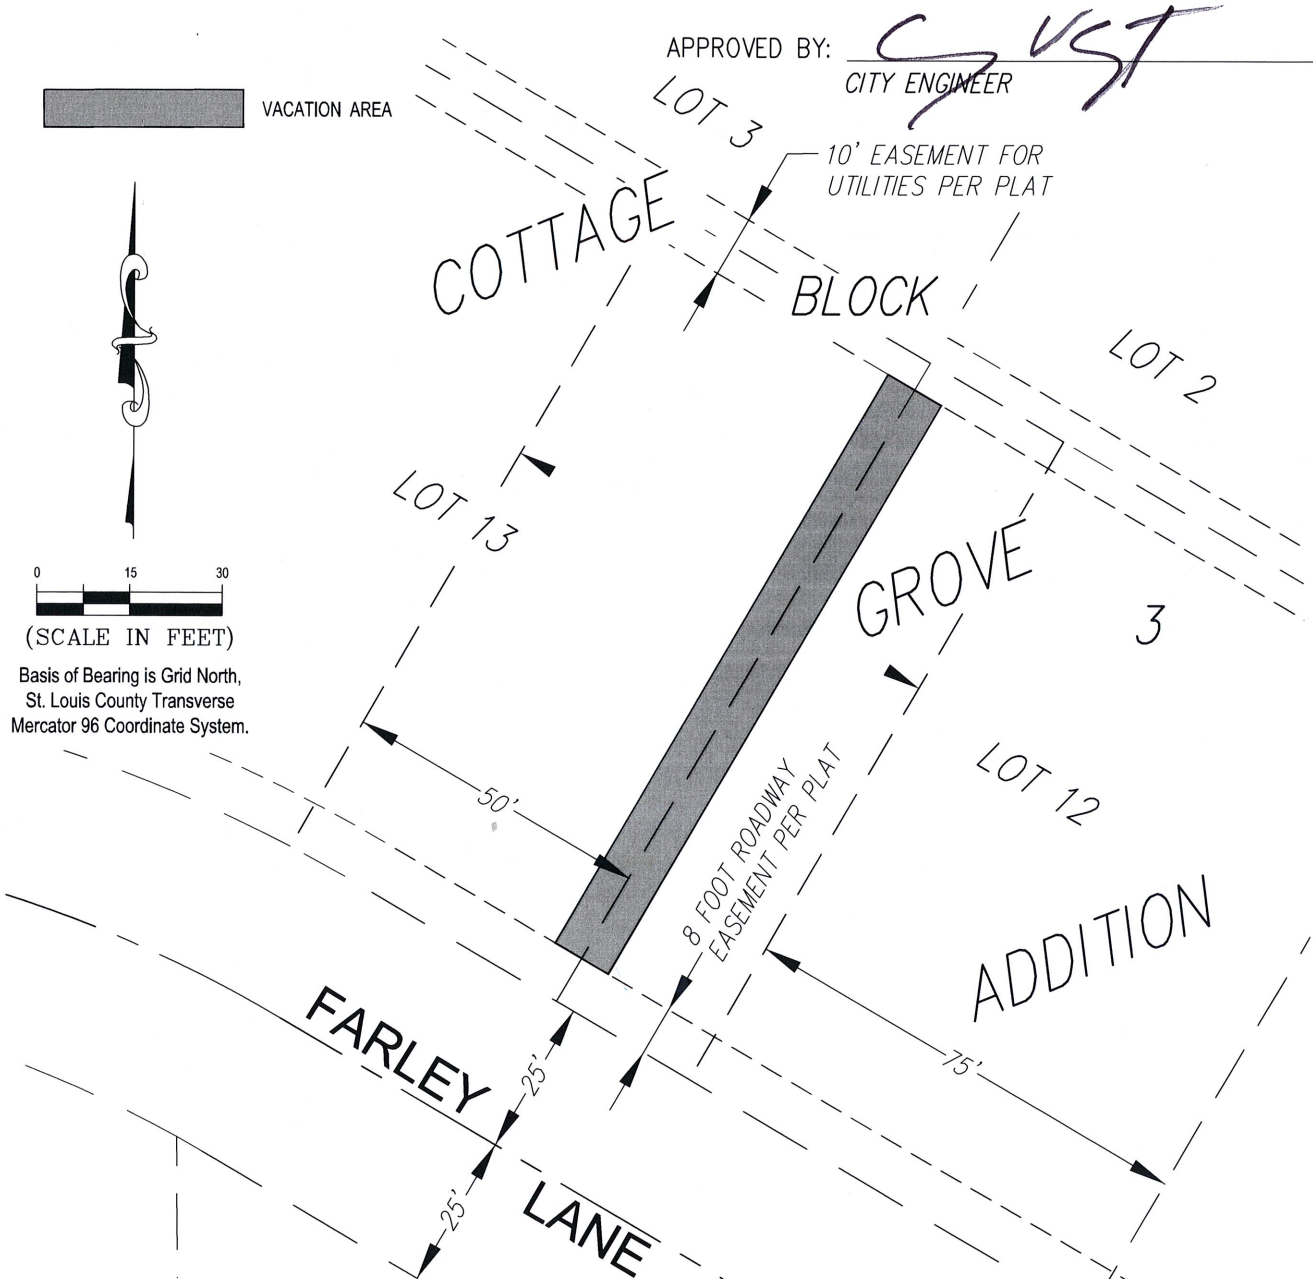 APPROVED BY:
CITY ENGINEER
VACATION AREA
LOT 3
10' EASEMENT FOR
UTILITIES PER PLAT
COTTAGE
BLOCK
LOT 2
LOT 13
GROVE
3
0 15 30
(SCALE IN FEET)
Basis of Bearing is Grid North,
St. Louis County Transverse
Mercator 96 Coordinate System.
50'
8 FOOT ROADWAY
EASEMENT PER PLAT
LOT 12
ADDITION
FARLEY
25'
75'
25'
LANE